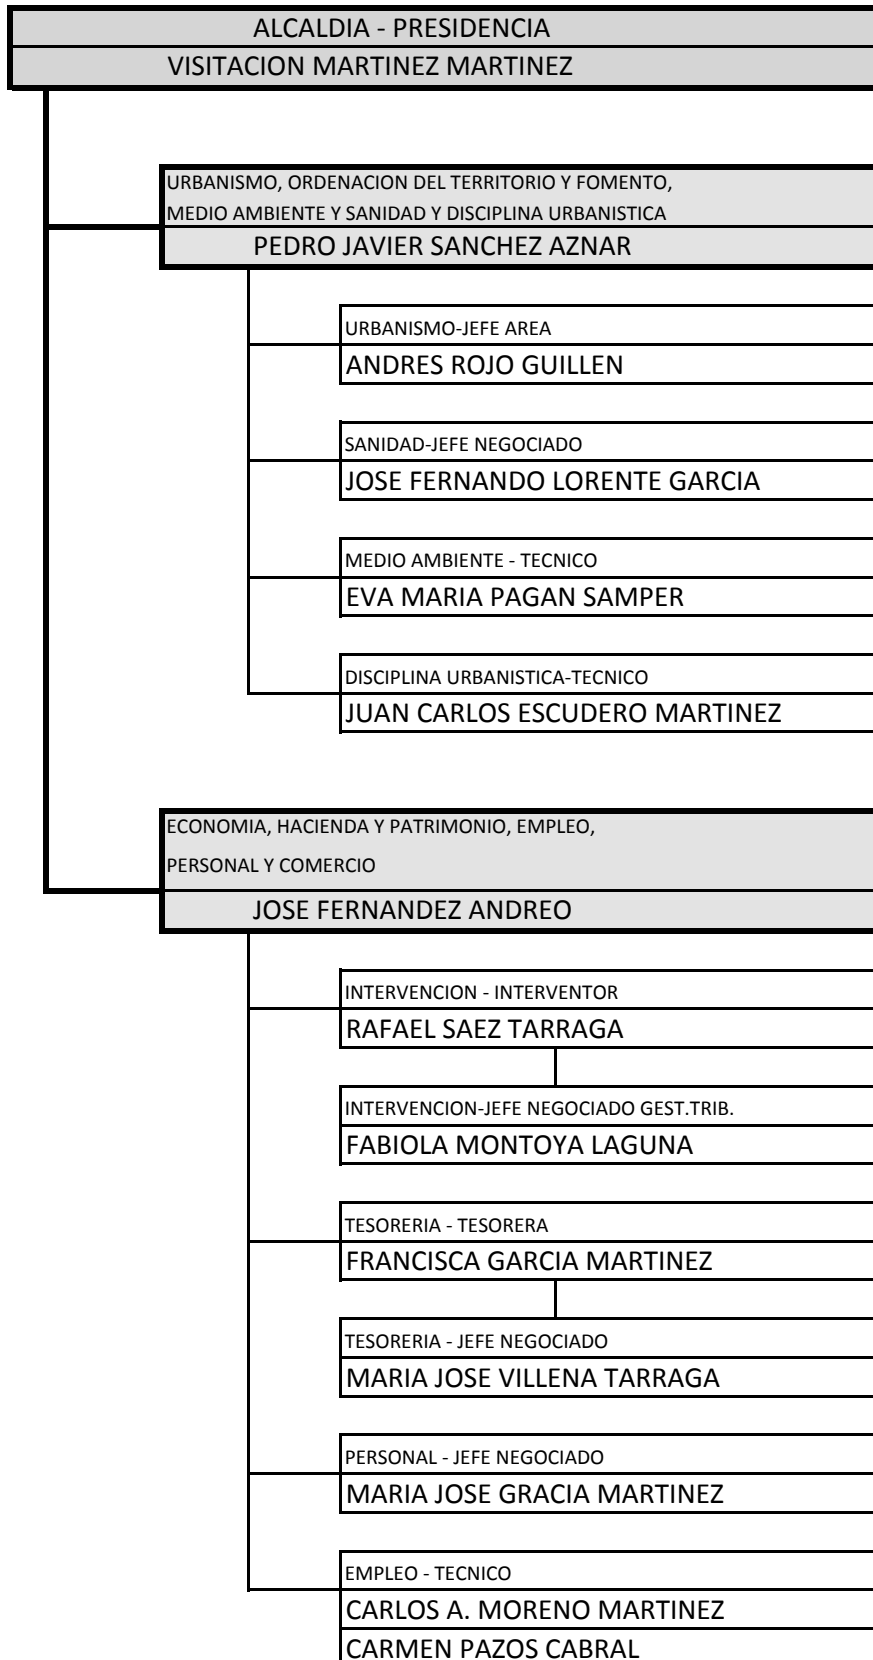 ALCALDIA - PRESIDENCIA
VISITACION MARTINEZ MARTINEZ
URBANISMO, ORDENACION DEL TERRITORIO Y FOMENTO,
MEDIO AMBIENTE Y SANIDAD Y DISCIPLINA URBANISTICA
PEDRO JAVIER SANCHEZ AZNAR
URBANISMO-JEFE AREA
ANDRES ROJO GUILLEN
SANIDAD-JEFE NEGOCIADO
JOSE FERNANDO LORENTE GARCIA
MEDIO AMBIENTE - TECNICO
EVA MARIA PAGAN SAMPER
DISCIPLINA URBANISTICA-TECNICO
JUAN CARLOS ESCUDERO MARTINEZ
ECONOMIA, HACIENDA Y PATRIMONIO, EMPLEO,
PERSONAL Y COMERCIO
JOSE FERNANDEZ ANDREO
INTERVENCION - INTERVENTOR
RAFAEL SAEZ TARRAGA
INTERVENCION-JEFE NEGOCIADO GEST.TRIB.
FABIOLA MONTOYA LAGUNA
TESORERIA - TESORERA
FRANCISCA GARCIA MARTINEZ
TESORERIA - JEFE NEGOCIADO
MARIA JOSE VILLENA TARRAGA
PERSONAL - JEFE NEGOCIADO
MARIA JOSE GRACIA MARTINEZ
EMPLEO - TECNICO
CARLOS A. MORENO MARTINEZ
CARMEN PAZOS CABRAL